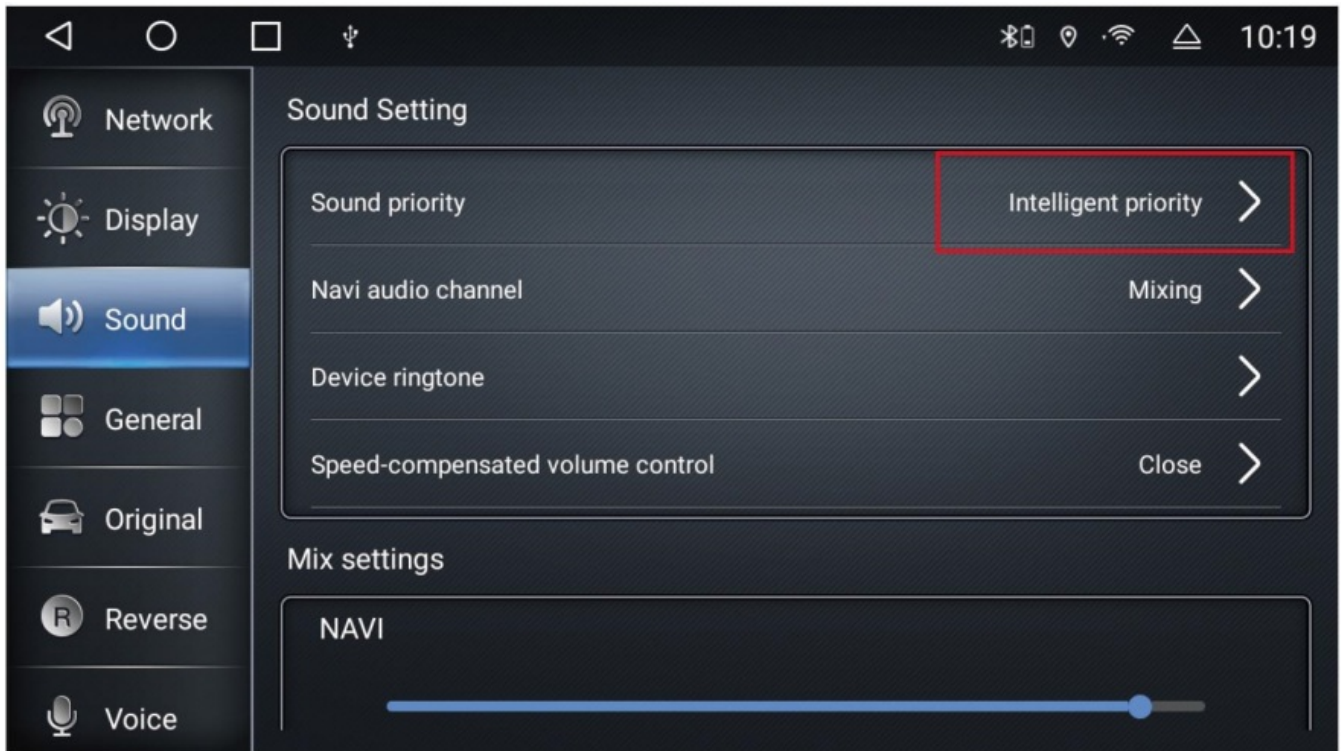 10:19
Network
Display
Sound
General
Original
R
Reverse
Voice
Sound Setting
Sound priority Intelligent priority
Navi audio channel Mixing
Device ringtone
Speed-compensated volume control Close
Mix settings
NAVI